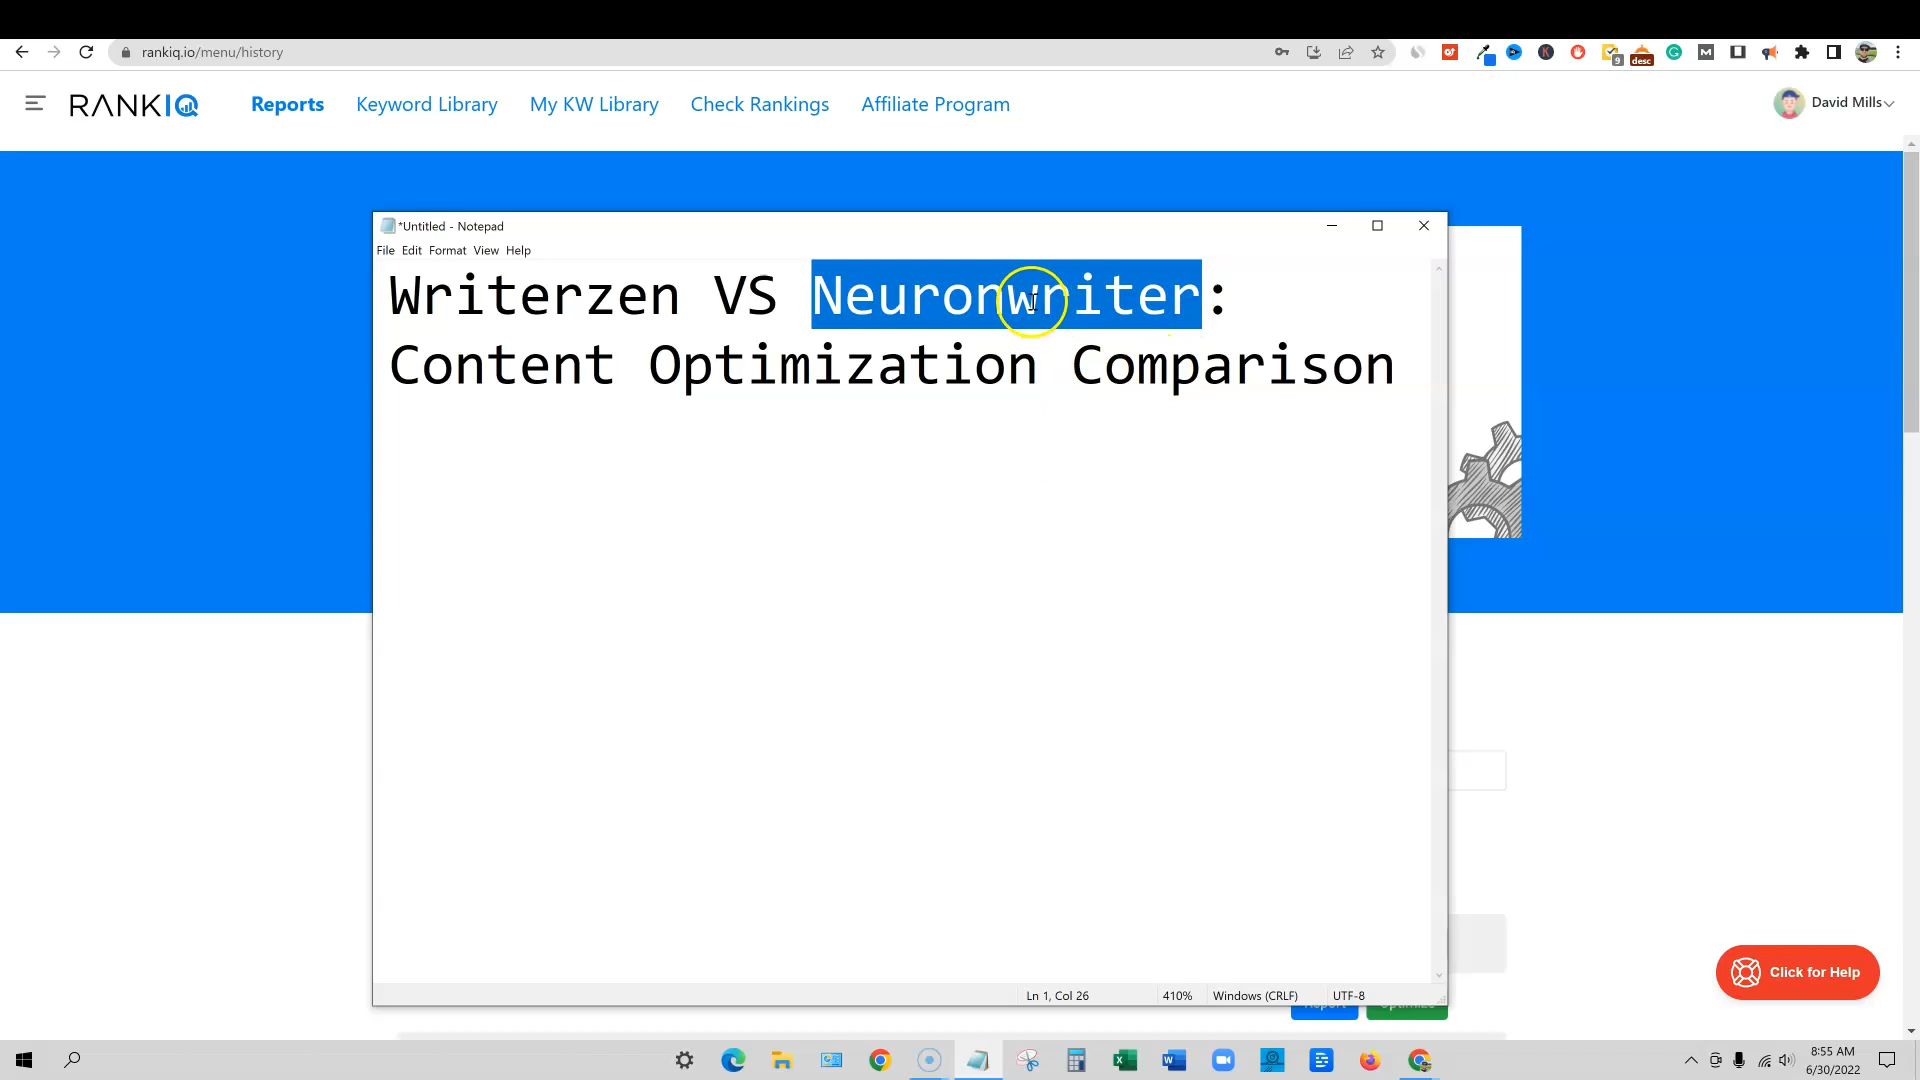 rankiq.io/menu/history
9
desc
RANKIQ
Reports
Keyword Library
My KW Library
Check Rankings
Affiliate Program
David Mills
*Untitled - Notepad
File Edit Format View Help
Writerzen VS Neuronwriter:
Content Optimization Comparison
Ln 1, Col 26
410%
Windows (CRLF)
UTF-8
Click for Help
8:55 AM
6/30/2022